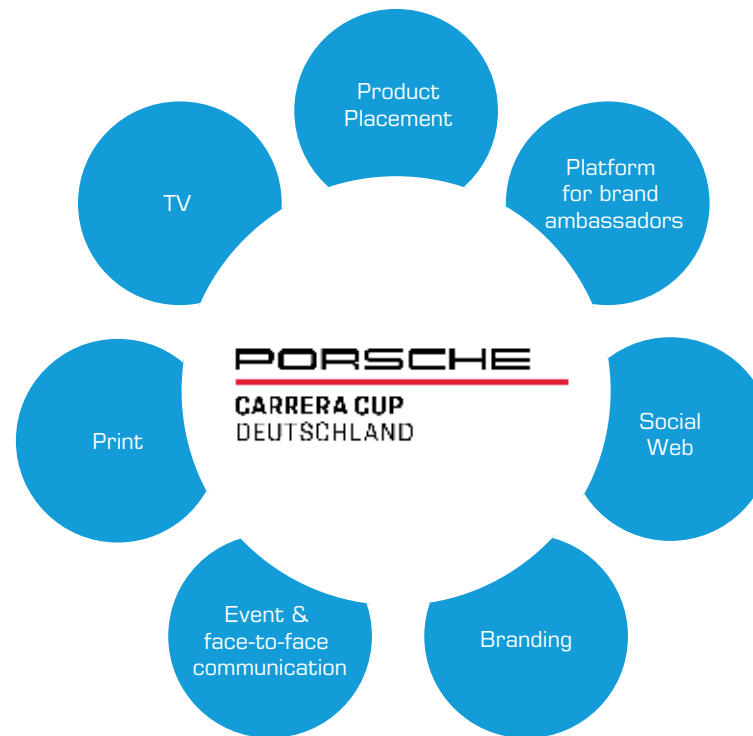 Product
Placement
Platform
for brand
ambassadors
TV
PORSCHE
CARRERA CUP
DEUTSCHLAND
Social
Web
Print
Event &
face-to-face
communication
Branding